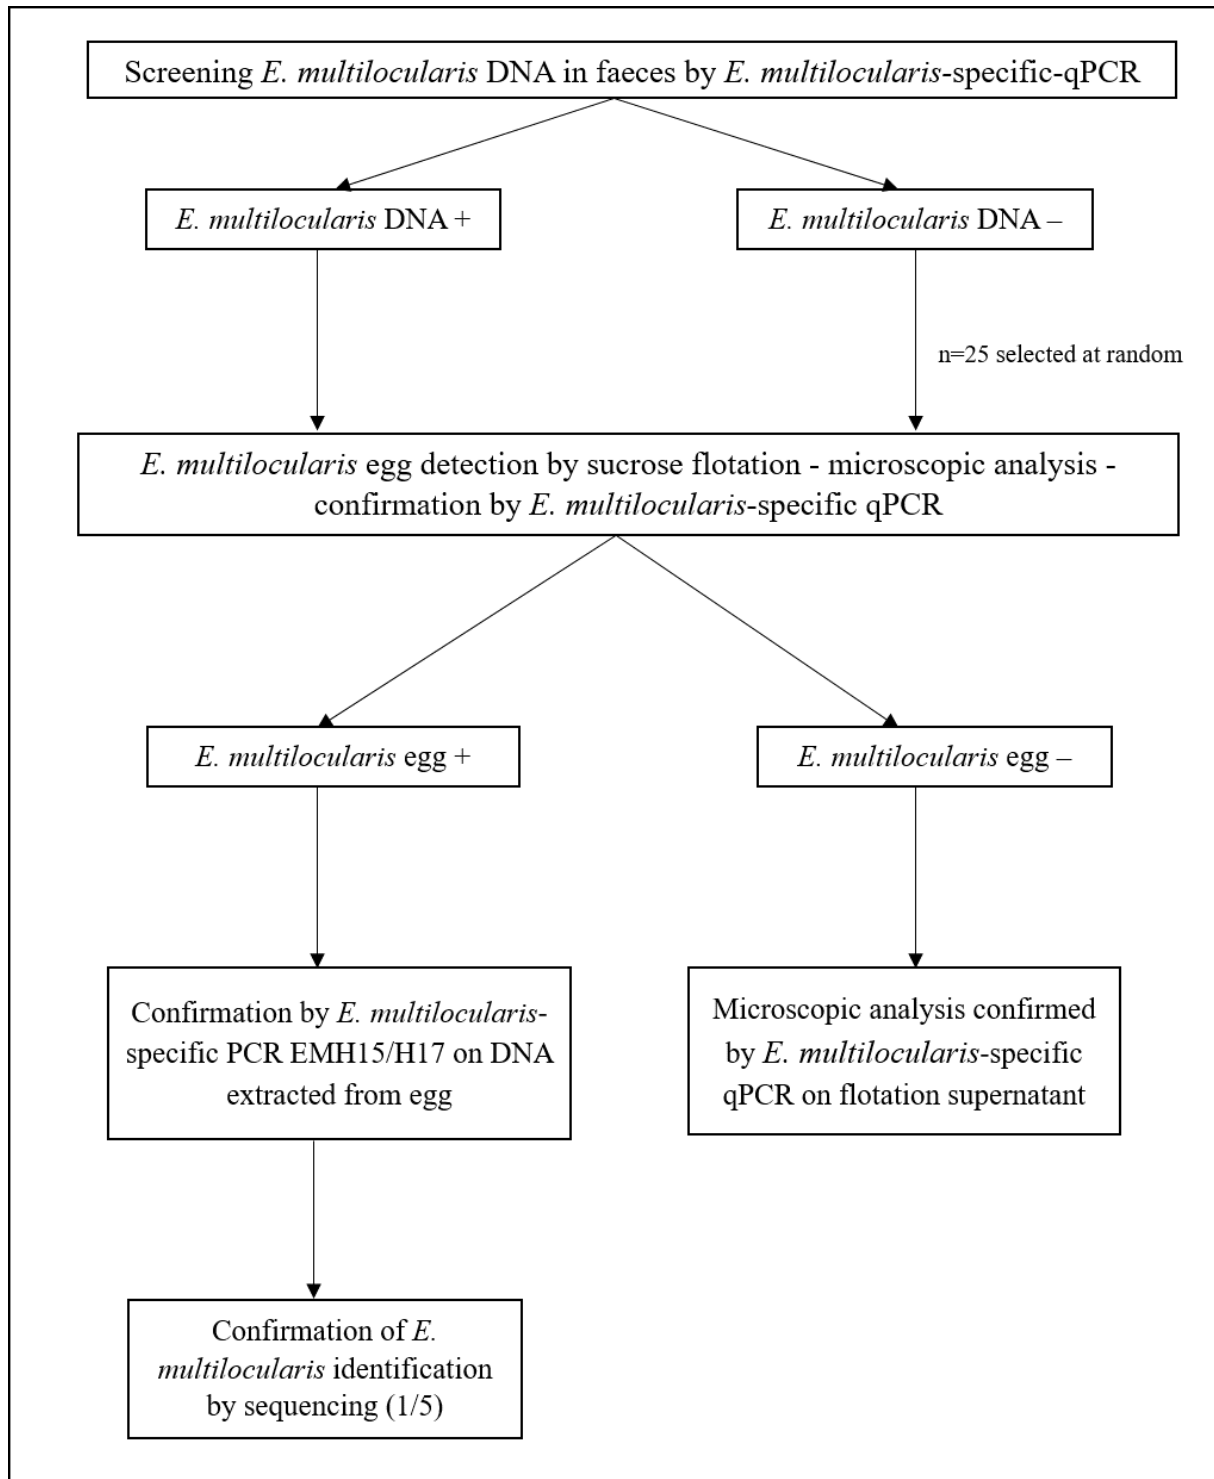 Screening E. multilocularis DNA in faeces by E. multilocularis-specific-qPCR
E. multilocularis DNA +
E. multilocularis DNA –
n=25 selected at random
E. multilocularis egg detection by sucrose flotation - microscopic analysis -
confirmation by E. multilocularis-specific qPCR
E. multilocularis egg +
E. multilocularis egg –
Confirmation by E. multilocularis-
specific PCR EMH15/H17 on DNA
extracted from egg
Microscopic analysis confirmed
by E. multilocularis-specific
qPCR on flotation supernatant
Confirmation of E.
multilocularis identification
by sequencing (1/5)